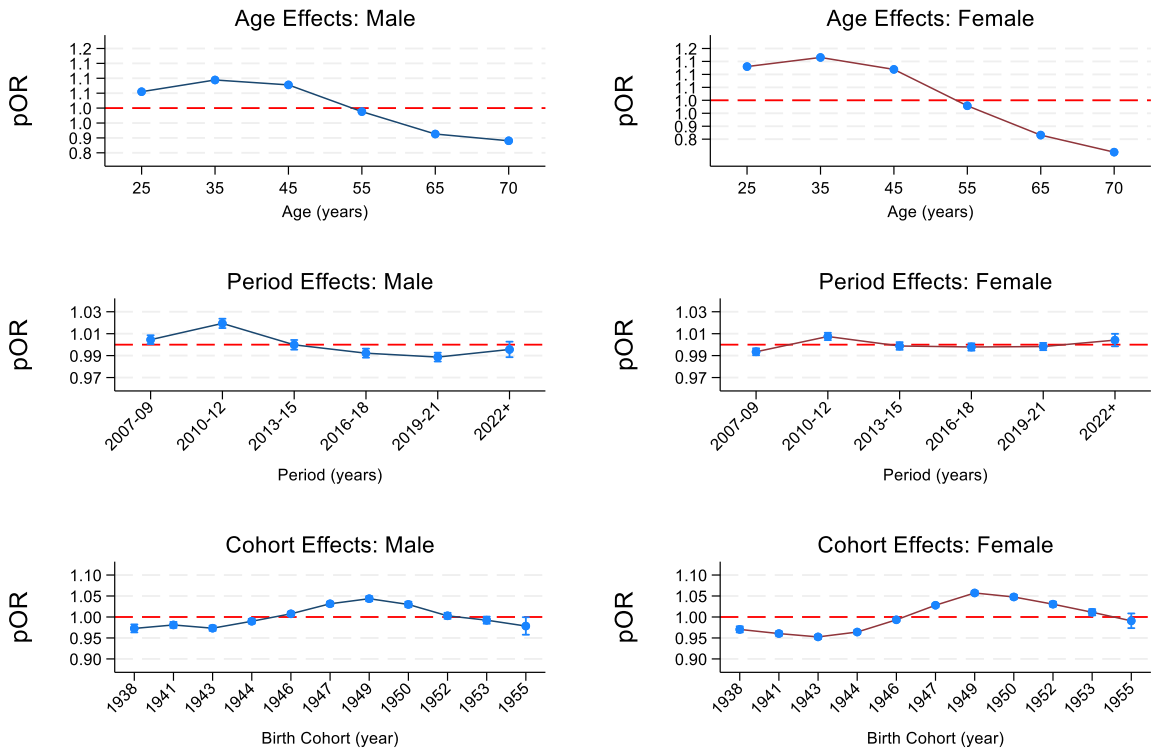 Age Effects: Male
pOR
1.2
1.1
1.1
1.0
1.0
0.9
0.8
25 35 45 55 65 70
Age (years)
Age Effects: Female
pOR
1.2
1.1
1.1
1.0
1.0
0.9
0.8
25 35 45 55 65 70
Age (years)
Period Effects: Male
pOR
1.03
1.01
0.99
0.97
2007-09 2010-12 2013-15 2016-18 2019-21 2022+
Period (years)
Period Effects: Female
pOR
1.03
1.01
0.99
0.97
2007-09 2010-12 2013-15 2016-18 2019-21 2022+
Period (years)
Cohort Effects: Male
pOR
1.10
1.05
1.00
0.95
0.90
1938 1941 1943 1944 1946 1947 1949 1950 1952 1953 1955
Birth Cohort (year)
Cohort Effects: Female
pOR
1.10
1.05
1.00
0.95
0.90
1938 1941 1943 1944 1946 1947 1949 1950 1952 1953 1955
Birth Cohort (year)